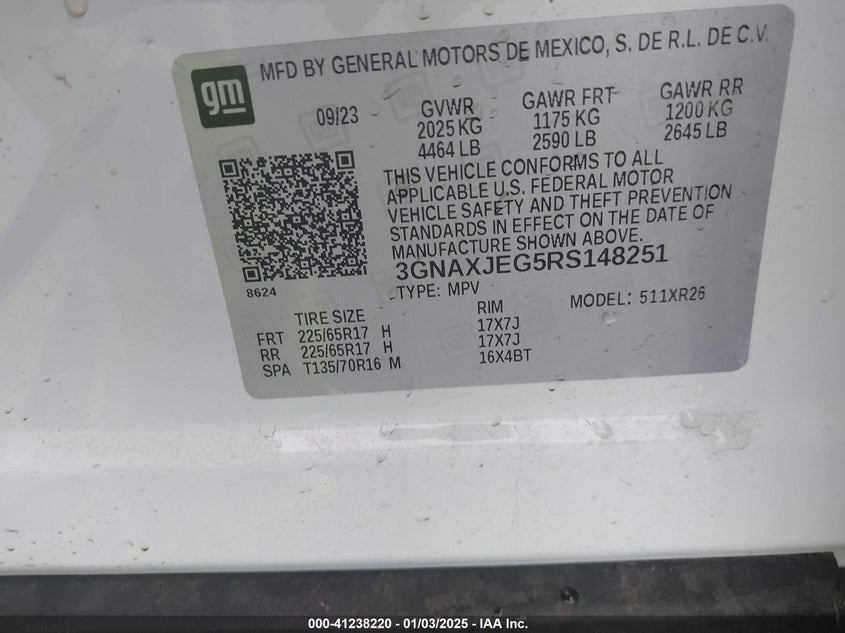 gm
MFD BY GENERAL MOTORS DE MEXICO, S. DE R.L. DE C.V.
09/23
GVWR
2025 KG
4464 LB
GAWR FRT
1175 KG
2590 LB
GAWR RR
1200 KG
2645 LB
THIS VEHICLE CONFORMS TO ALL
APPLICABLE U.S. FEDERAL MOTOR
VEHICLE SAFETY AND THEFT PREVENTION
STANDARDS IN EFFECT ON THE DATE OF
MANUFACTURE SHOWN ABOVE.
3GNAXJEG5RS148251
8624
TYPE: MPV
MODEL: 511XR26
TIRE SIZE RIM
FRT 225/65R17 H 17X7J
RR 225/65R17 H 17X7J
SPA T135/70R16 M 16X4BT
000-41238220 - 01/03/2025 - IAA Inc.